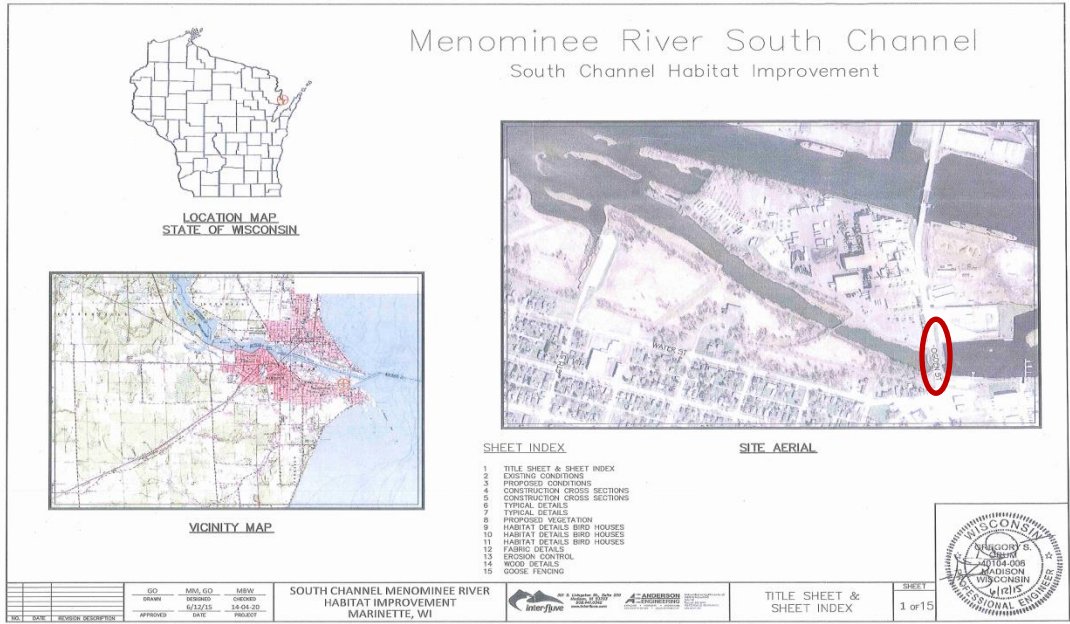 Menominee River South Channel
South Channel Habitat Improvement
LOCATION MAP
STATE OF WISCONSIN
VICINITY MAP
WATER ST
OGDEN ST
SITE AERIAL
SHEET INDEX
1 TITLE SHEET & SHEET INDEX
2 EXISTING CONDITIONS
3 PROPOSED CONDITIONS
4 CONSTRUCTION CROSS SECTIONS
5 CONSTRUCTION CROSS SECTIONS
6 TYPICAL DETAILS
7 TYPICAL DETAILS
8 PROPOSED VEGETATION
9 HABITAT DETAILS BIRD HOUSES
10 HABITAT DETAILS BIRD HOUSES
11 HABITAT DETAILS BIRD HOUSES
12 FABRIC DETAILS
13 EROSION CONTROL
14 WOOD DETAILS
15 GOOSE FENCING
WISCONSIN
GREGORY S.
40104-006
MADISON
WISCONSIN
PROFESSIONAL ENGINEER
NO. DATE REVISION DESCRIPTION
GO MM, GO MBW
DRAWN DESIGNED CHECKED
6/12/15 14-04-20
APPROVED DATE PROJECT
SOUTH CHANNEL MENOMINEE RIVER
HABITAT IMPROVEMENT
MARINETTE, WI
interfluve
ANDERSON
ENGINEERING
TITLE SHEET &
SHEET INDEX
SHEET
1 OF 15